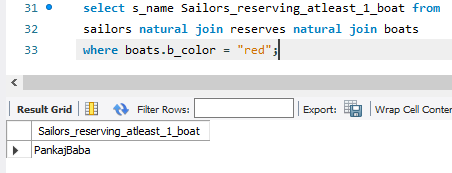 31 select s_name Sailors_reserving_atleast_1_boat from
32 sailors natural join reserves natural join boats
33 where boats.b_color = "red";
Result Grid Filter Rows: Export: Wrap Cell Conten
Sailors_reserving_atleast_1_boat
PankajBaba